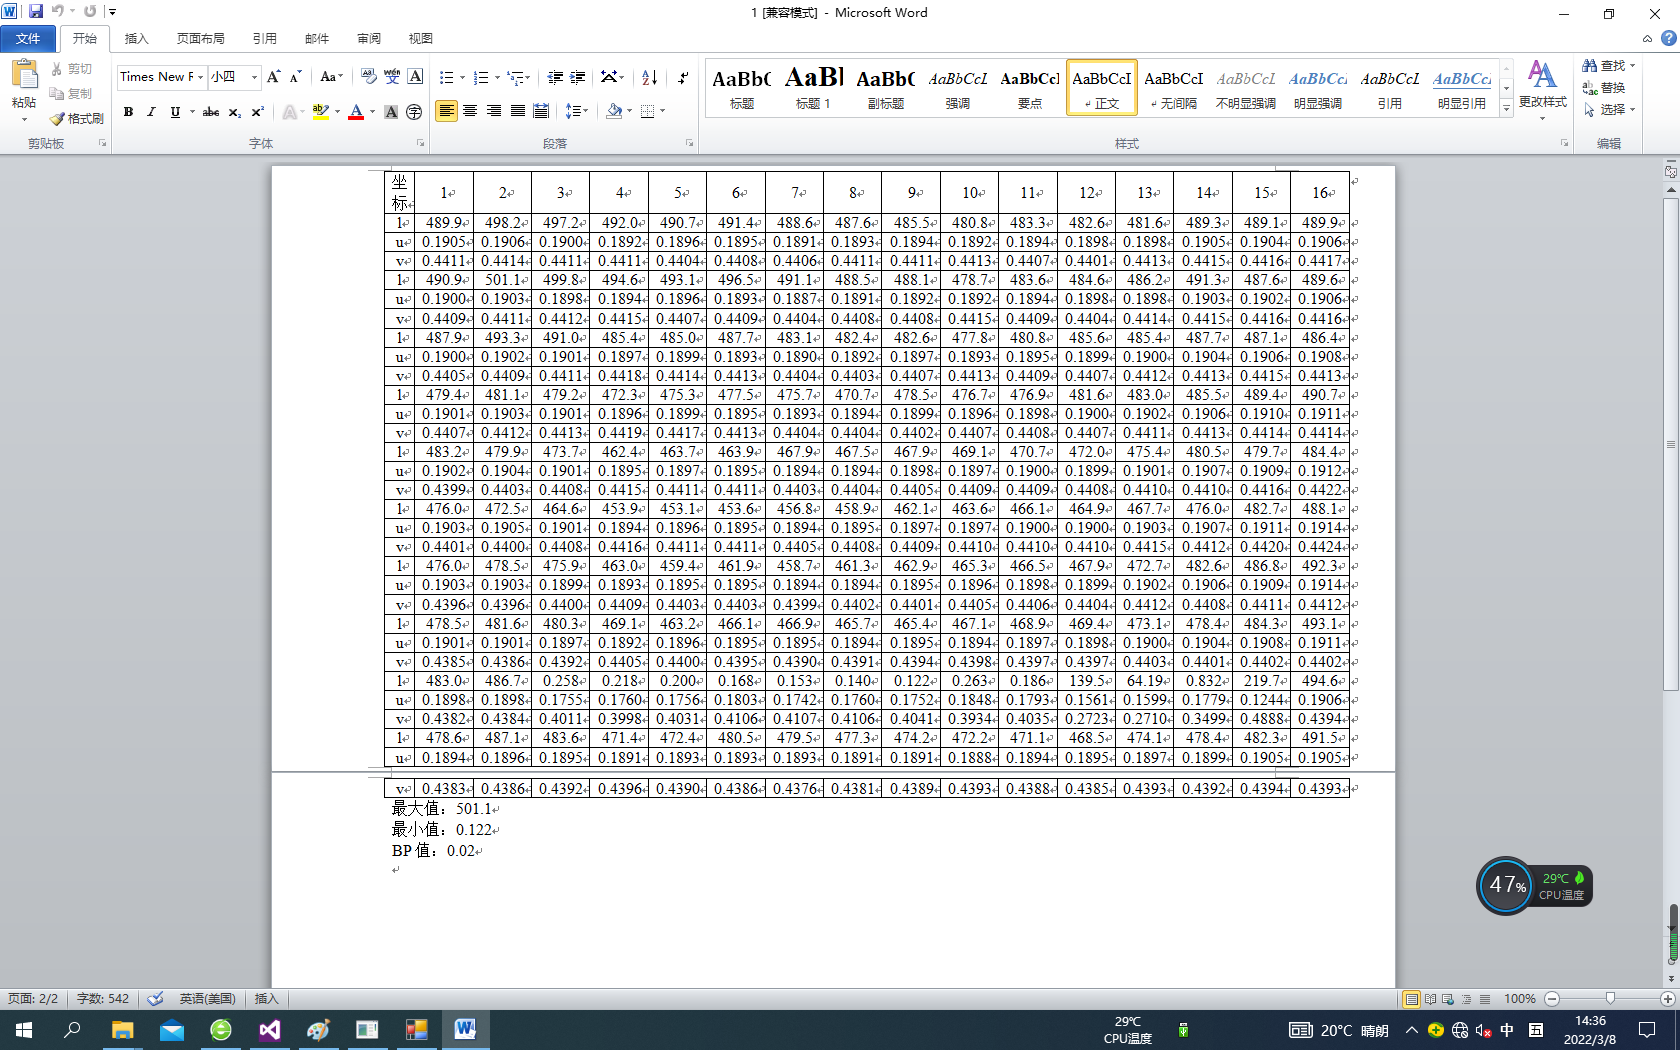 1 [兼容模式] - Microsoft Word
文件 开始 插入 页面布局 引用 邮件 审阅 视图
粘贴 剪切 复制 格式刷
Times New F 小四
AaBbC AaBl AaBbC AaBbCcL AaBbCcl AaBbCcI AaBbCcI AaBbCcL AaBbCcL AaBbCcL AaBbCcL
标题 标题 1 副标题 强调 要点 正文 无间隔 不明显强调 明显强调 引用 明显引用
更改样式 查找 替换 选择
剪贴板 字体 段落 样式 编辑
坐标 1 2 3 4 5 6 7 8 9 10 11 12 13 14 15 16
l 489.9 498.2 497.2 492.0 490.7 491.4 488.6 487.6 485.5 480.8 483.3 482.6 481.6 489.3 489.1 489.9
u 0.1905 0.1906 0.1900 0.1892 0.1896 0.1895 0.1891 0.1893 0.1894 0.1892 0.1894 0.1898 0.1898 0.1905 0.1904 0.1906
v 0.4411 0.4414 0.4411 0.4411 0.4404 0.4408 0.4406 0.4411 0.4411 0.4413 0.4407 0.4401 0.4413 0.4415 0.4416 0.4417
l 490.9 501.1 499.8 494.6 493.1 496.5 491.1 488.5 488.1 478.7 483.6 484.6 486.2 491.3 487.6 489.6
u 0.1900 0.1903 0.1898 0.1894 0.1896 0.1893 0.1887 0.1891 0.1892 0.1892 0.1894 0.1898 0.1898 0.1903 0.1902 0.1906
v 0.4409 0.4411 0.4412 0.4415 0.4407 0.4409 0.4404 0.4408 0.4408 0.4415 0.4409 0.4404 0.4414 0.4415 0.4416 0.4416
l 487.9 493.3 491.0 485.4 485.0 487.7 483.1 482.4 482.6 477.8 480.8 485.6 485.4 487.7 487.1 486.4
u 0.1900 0.1902 0.1901 0.1897 0.1899 0.1893 0.1890 0.1892 0.1897 0.1893 0.1895 0.1899 0.1900 0.1904 0.1906 0.1908
v 0.4405 0.4409 0.4411 0.4418 0.4414 0.4413 0.4404 0.4403 0.4407 0.4413 0.4409 0.4407 0.4412 0.4413 0.4415 0.4413
l 479.4 481.1 479.2 472.3 475.3 477.5 475.7 470.7 478.5 476.7 476.9 481.6 483.0 485.5 489.4 490.7
u 0.1901 0.1903 0.1901 0.1896 0.1899 0.1895 0.1893 0.1894 0.1899 0.1896 0.1898 0.1900 0.1902 0.1906 0.1910 0.1911
v 0.4407 0.4412 0.4413 0.4419 0.4417 0.4413 0.4404 0.4404 0.4402 0.4407 0.4408 0.4407 0.4411 0.4413 0.4414 0.4414
l 483.2 479.9 473.7 462.4 463.7 463.9 467.9 467.5 467.9 469.1 470.7 472.0 475.4 480.5 479.7 484.4
u 0.1902 0.1904 0.1901 0.1895 0.1897 0.1895 0.1894 0.1894 0.1898 0.1897 0.1900 0.1899 0.1901 0.1907 0.1909 0.1912
v 0.4399 0.4403 0.4408 0.4415 0.4411 0.4411 0.4403 0.4404 0.4405 0.4409 0.4409 0.4408 0.4410 0.4410 0.4416 0.4422
l 476.0 472.5 464.6 453.9 453.1 453.6 456.8 458.9 462.1 463.6 466.1 464.9 467.7 476.0 482.7 488.1
u 0.1903 0.1905 0.1901 0.1894 0.1896 0.1895 0.1894 0.1895 0.1897 0.1897 0.1900 0.1900 0.1903 0.1907 0.1911 0.1914
v 0.4401 0.4400 0.4408 0.4416 0.4411 0.4411 0.4405 0.4408 0.4409 0.4410 0.4410 0.4410 0.4415 0.4412 0.4420 0.4424
l 476.0 478.5 475.9 463.0 459.4 461.9 458.7 461.3 462.9 465.3 466.5 467.9 472.7 482.6 486.8 492.3
u 0.1903 0.1903 0.1899 0.1893 0.1895 0.1895 0.1894 0.1894 0.1895 0.1896 0.1898 0.1899 0.1902 0.1906 0.1909 0.1914
v 0.4396 0.4396 0.4400 0.4409 0.4403 0.4403 0.4399 0.4402 0.4401 0.4405 0.4406 0.4404 0.4412 0.4408 0.4411 0.4412
l 478.5 481.6 480.3 469.1 463.2 466.1 466.9 465.7 465.4 467.1 468.9 469.4 473.1 478.4 484.3 493.1
u 0.1901 0.1901 0.1897 0.1892 0.1896 0.1895 0.1895 0.1894 0.1895 0.1894 0.1897 0.1898 0.1900 0.1904 0.1908 0.1911
v 0.4385 0.4386 0.4392 0.4405 0.4400 0.4395 0.4390 0.4391 0.4394 0.4398 0.4397 0.4397 0.4403 0.4401 0.4402 0.4402
l 483.0 486.7 0.258 0.218 0.200 0.168 0.153 0.140 0.122 0.263 0.186 139.5 64.19 0.832 219.7 494.6
u 0.1898 0.1898 0.1755 0.1760 0.1756 0.1803 0.1742 0.1760 0.1752 0.1848 0.1793 0.1561 0.1599 0.1779 0.1244 0.1906
v 0.4382 0.4384 0.4011 0.3998 0.4031 0.4106 0.4107 0.4106 0.4041 0.3934 0.4035 0.2723 0.2710 0.3499 0.4888 0.4394
l 478.6 487.1 483.6 471.4 472.4 480.5 479.5 477.3 474.2 472.2 471.1 468.5 474.1 478.4 482.3 491.5
u 0.1894 0.1896 0.1895 0.1891 0.1893 0.1893 0.1893 0.1891 0.1891 0.1888 0.1894 0.1895 0.1897 0.1899 0.1905 0.1905
v 0.4383 0.4386 0.4392 0.4396 0.4390 0.4386 0.4376 0.4381 0.4389 0.4393 0.4388 0.4385 0.4393 0.4392 0.4394 0.4393
最大值：501.1
最小值：0.122
BP 值：0.02
47% 29℃
CPU温度
页面: 2/2 字数: 542 英语(美国) 插入 100%
29℃
CPU温度
20°C 晴朗 中 五
14:36
2022/3/8